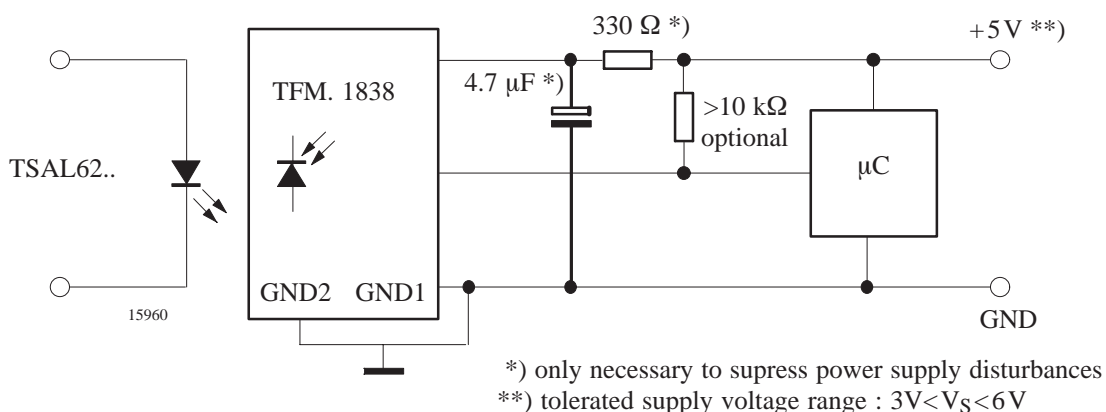 330 Ω *)
+5V **)
4.7 µF *)
TFM. 1838
>10 kΩ
optional
TSAL62..
µC
GND2 GND1
15960
GND
*) only necessary to supress power supply disturbances
**) tolerated supply voltage range : 3V<VS<6V